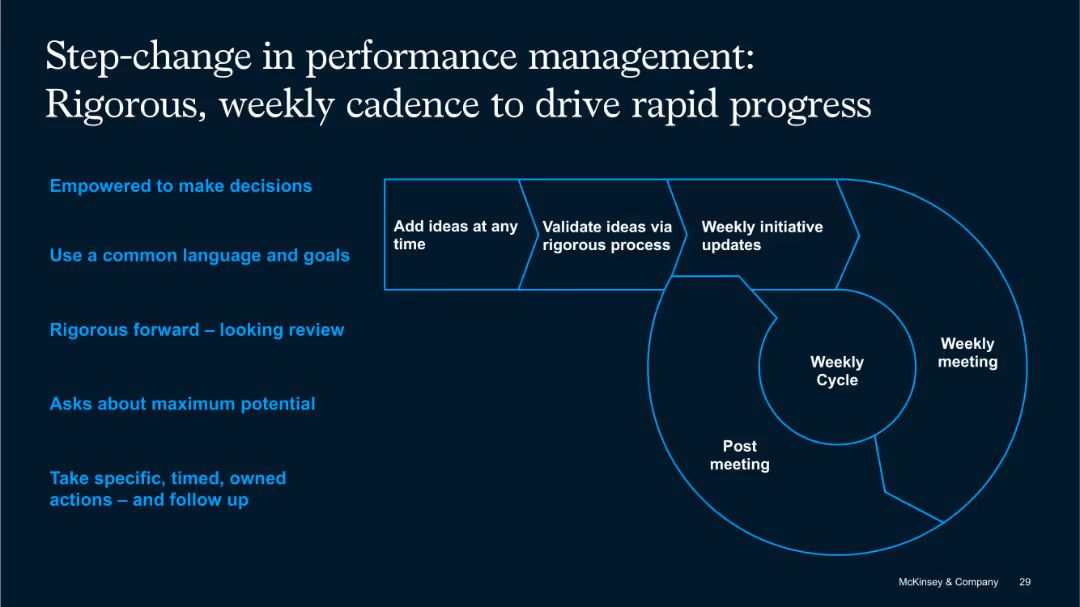 Step-change in performance management:
Rigorous, weekly cadence to drive rapid progress
Empowered to make decisions
Use a common language and goals
Rigorous forward – looking review
Asks about maximum potential
Take specific, timed, owned
actions – and follow up
Add ideas at any
time
Validate ideas via
rigorous process
Weekly initiative
updates
Weekly
meeting
Weekly
Cycle
Post
meeting
McKinsey & Company
29